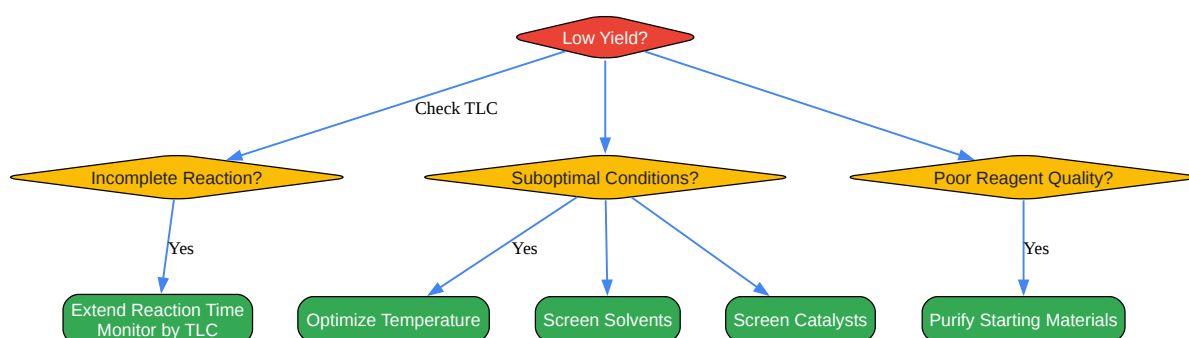 Low Yield?
Check TLC
Incomplete Reaction?
Suboptimal Conditions?
Poor Reagent Quality?
Yes
Yes
Yes
Extend Reaction Time
Monitor by TLC
Optimize Temperature
Screen Solvents
Screen Catalysts
Purify Starting Materials